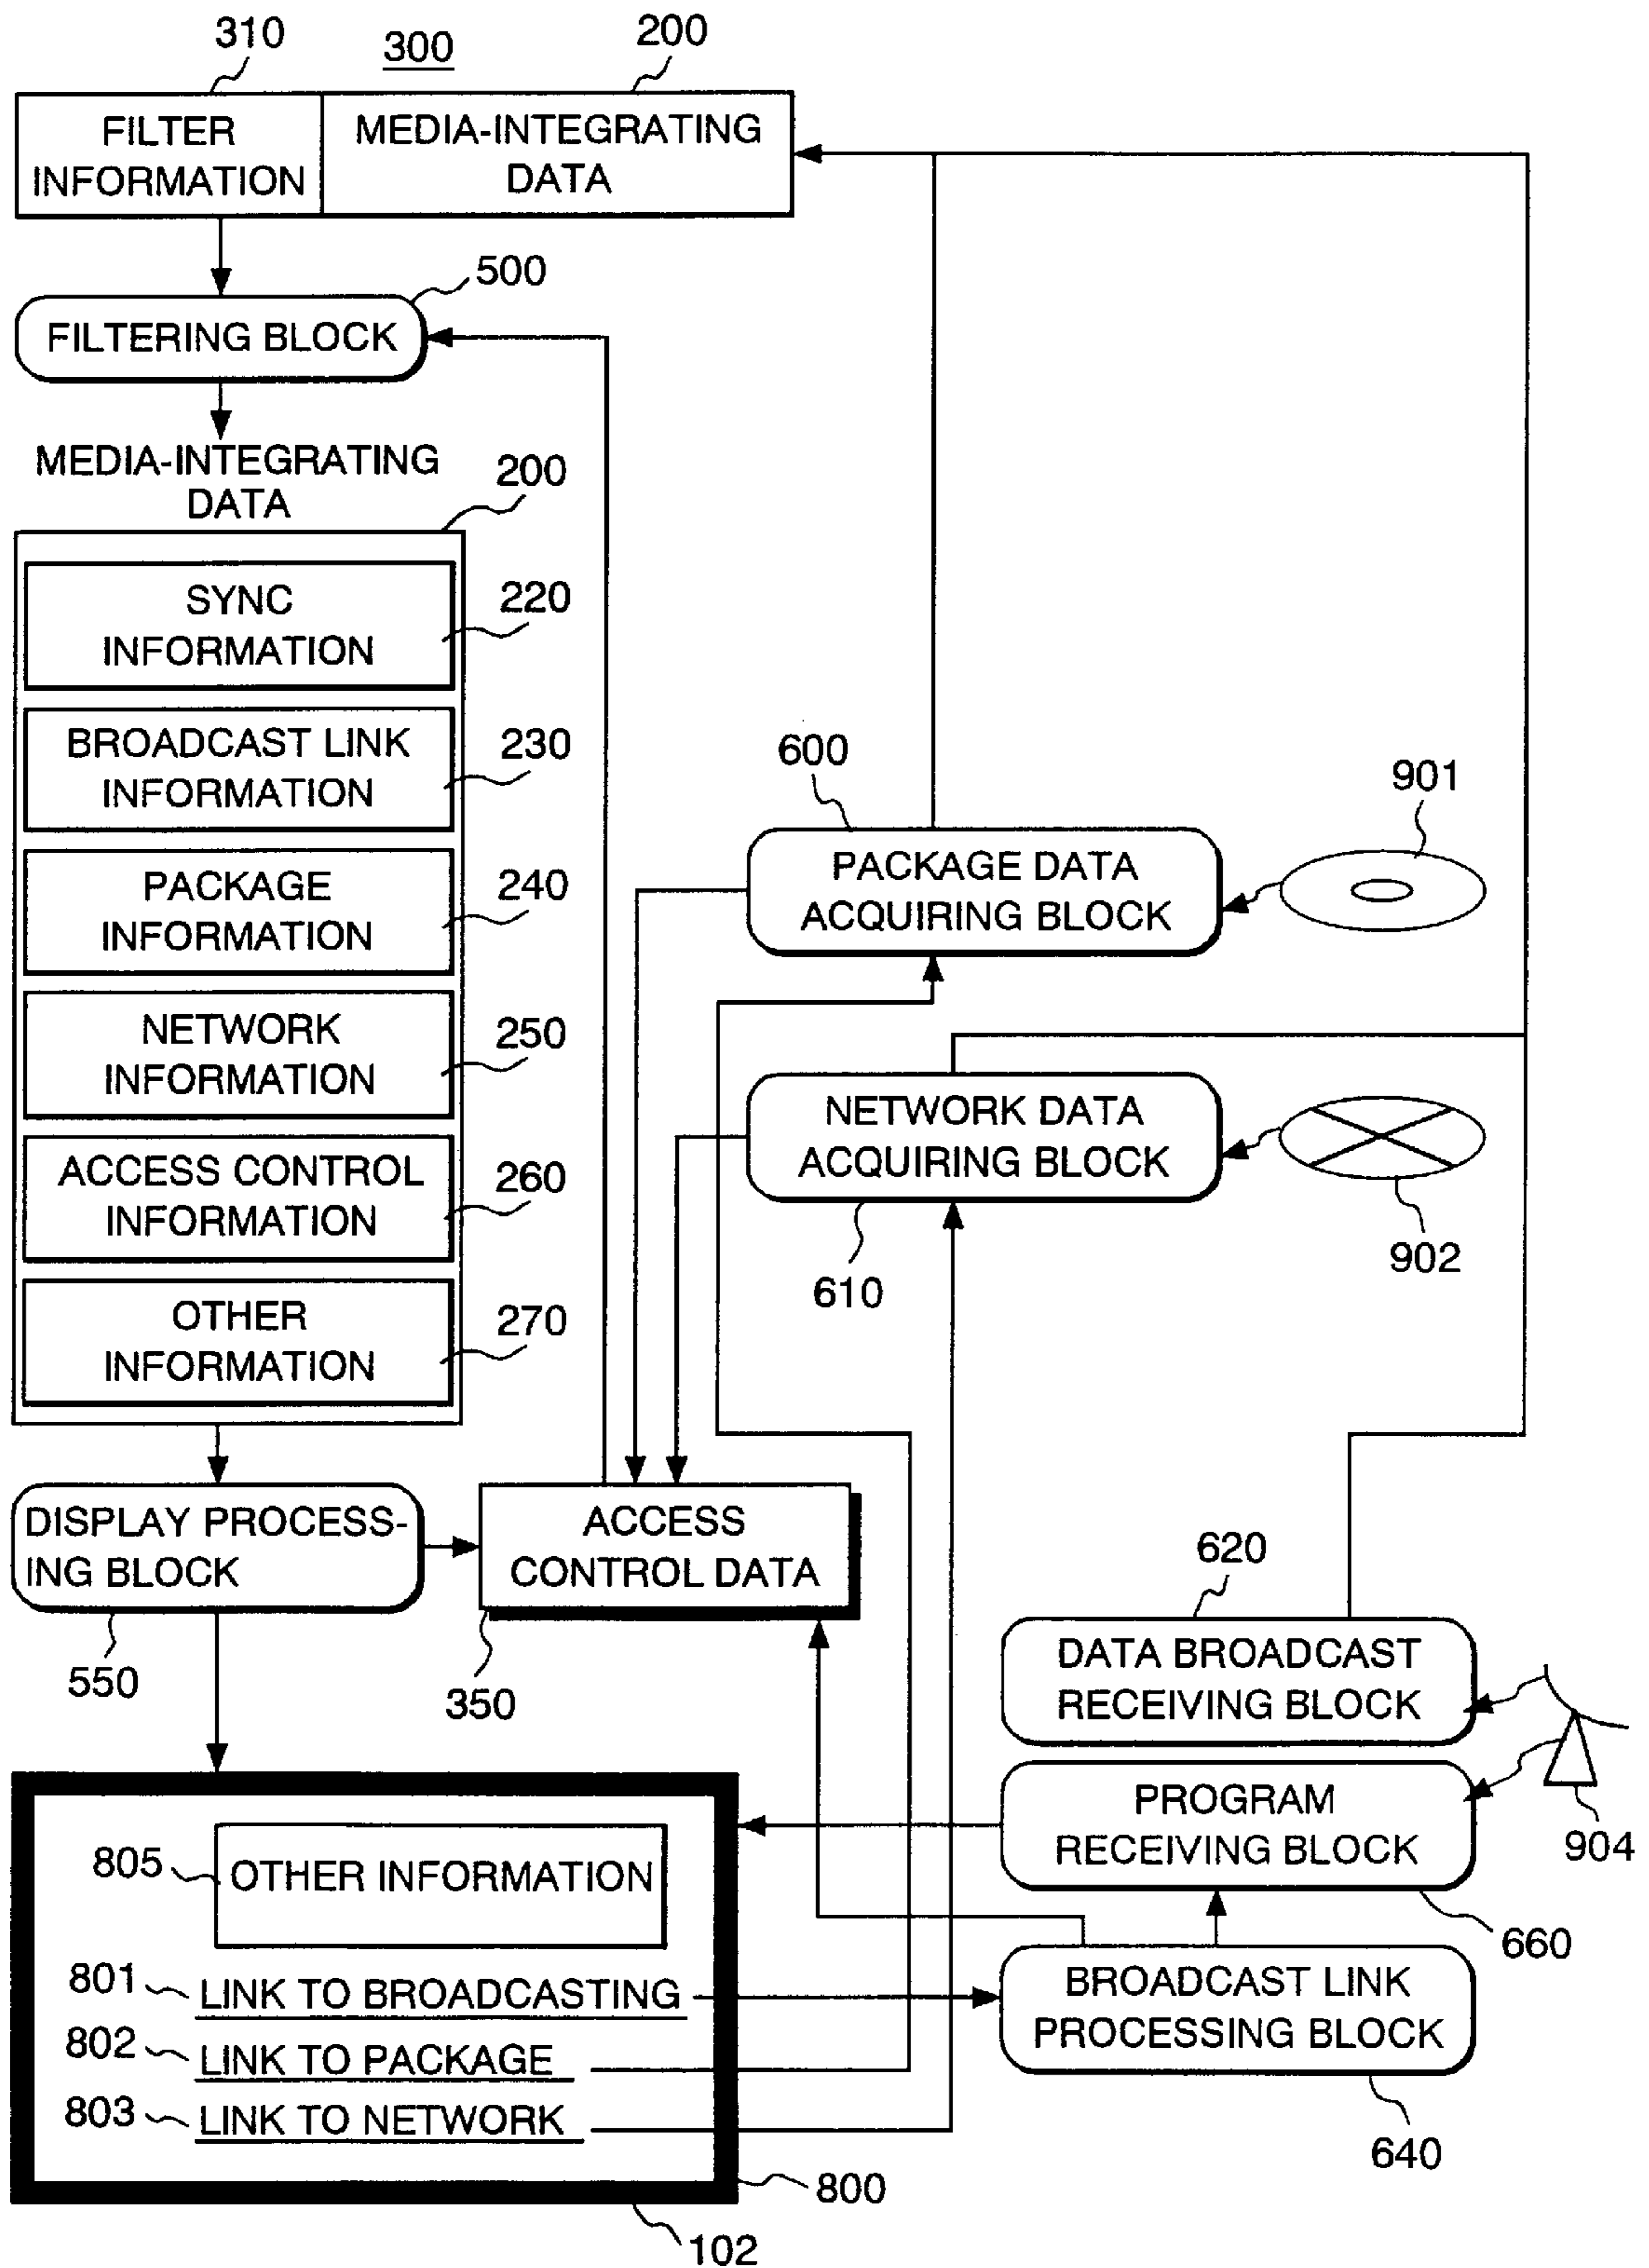 310
300
200
FILTER
INFORMATION
MEDIA-INTEGRATING
DATA
500
FILTERING BLOCK
MEDIA-INTEGRATING
DATA
200
SYNC
INFORMATION
220
BROADCAST LINK
INFORMATION
230
PACKAGE
INFORMATION
240
NETWORK
INFORMATION
250
ACCESS CONTROL
INFORMATION
260
OTHER
INFORMATION
270
600
PACKAGE DATA
ACQUIRING BLOCK
901
NETWORK DATA
ACQUIRING BLOCK
610
902
DISPLAY PROCESS-
ING BLOCK
550
ACCESS
CONTROL DATA
350
620
DATA BROADCAST
RECEIVING BLOCK
PROGRAM
RECEIVING BLOCK
904
660
BROADCAST LINK
PROCESSING BLOCK
640
805
OTHER INFORMATION
801
LINK TO BROADCASTING
802
LINK TO PACKAGE
803
LINK TO NETWORK
800
102